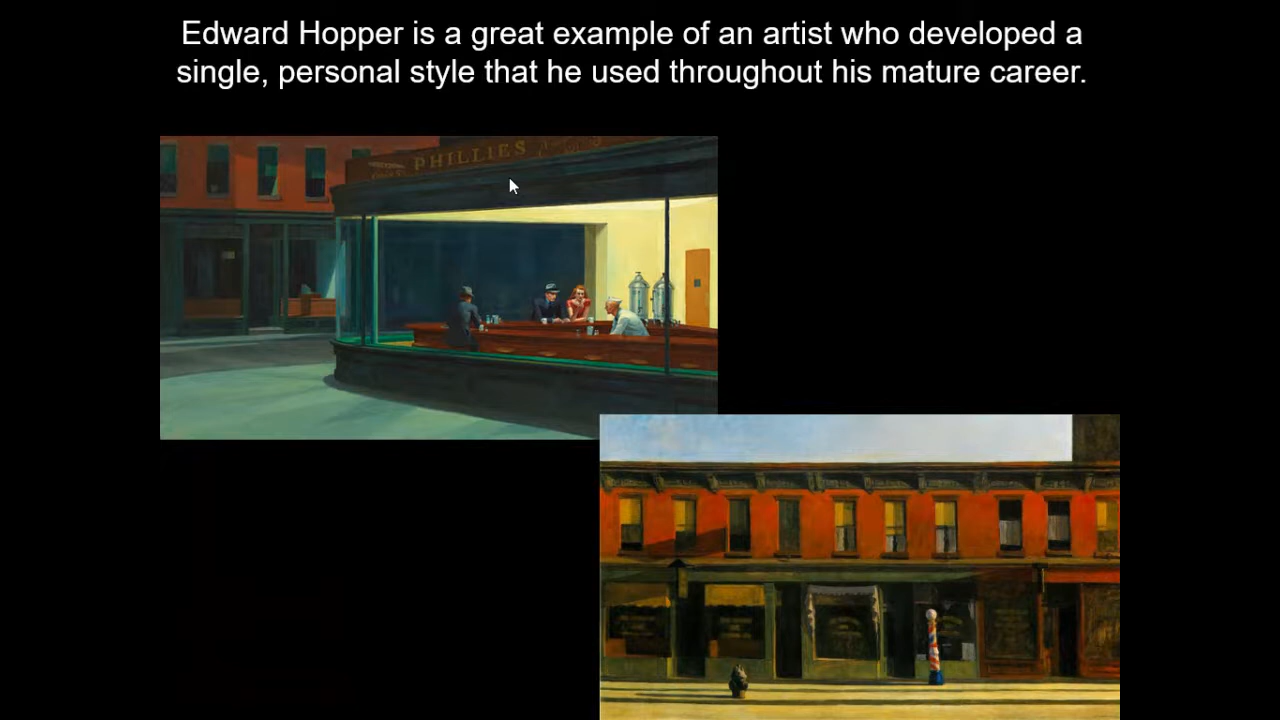 Edward Hopper is a great example of an artist who developed a
single, personal style that he used throughout his mature career.
PHILLIES